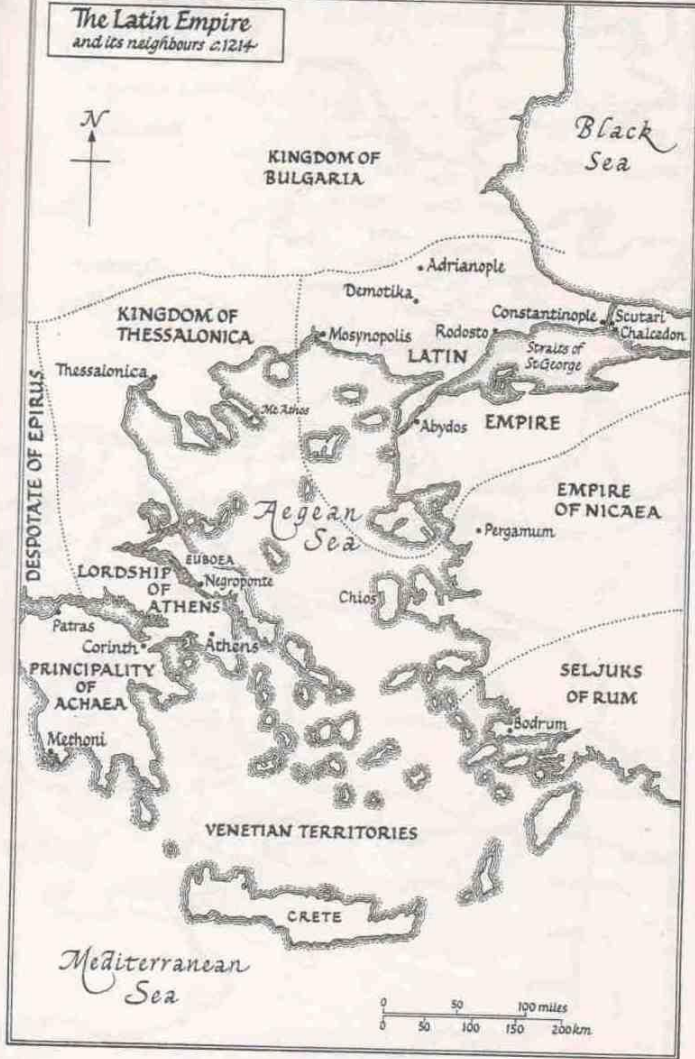 The Latin Empire
and its neighbours c.1214
N
Black
Sea
KINGDOM OF
BULGARIA
Adrianople
Demotika
KINGDOM OF
THESSALONICA
Constantinople
Scutari
Chalcedon
Mosynopolis
Rodosto
LATIN
Straits of
St George
Thessalonica
Mt Athos
Abydos
EMPIRE
DESPOTATE OF EPIRUS
EMPIRE
OF NICAEA
Aegean
Sea
Pergamum
EUBOEA
LORDSHIP
OF
ATHENS
Negroponte
Chios
Patras
Corinth
Athens
PRINCIPALITY
OF
ACHAEA
SELJUKS
OF RUM
Bodrum
Methoni
VENETIAN TERRITORIES
CRETE
Mediterranean
Sea
0 50 100 miles
0 50 100 150 200km